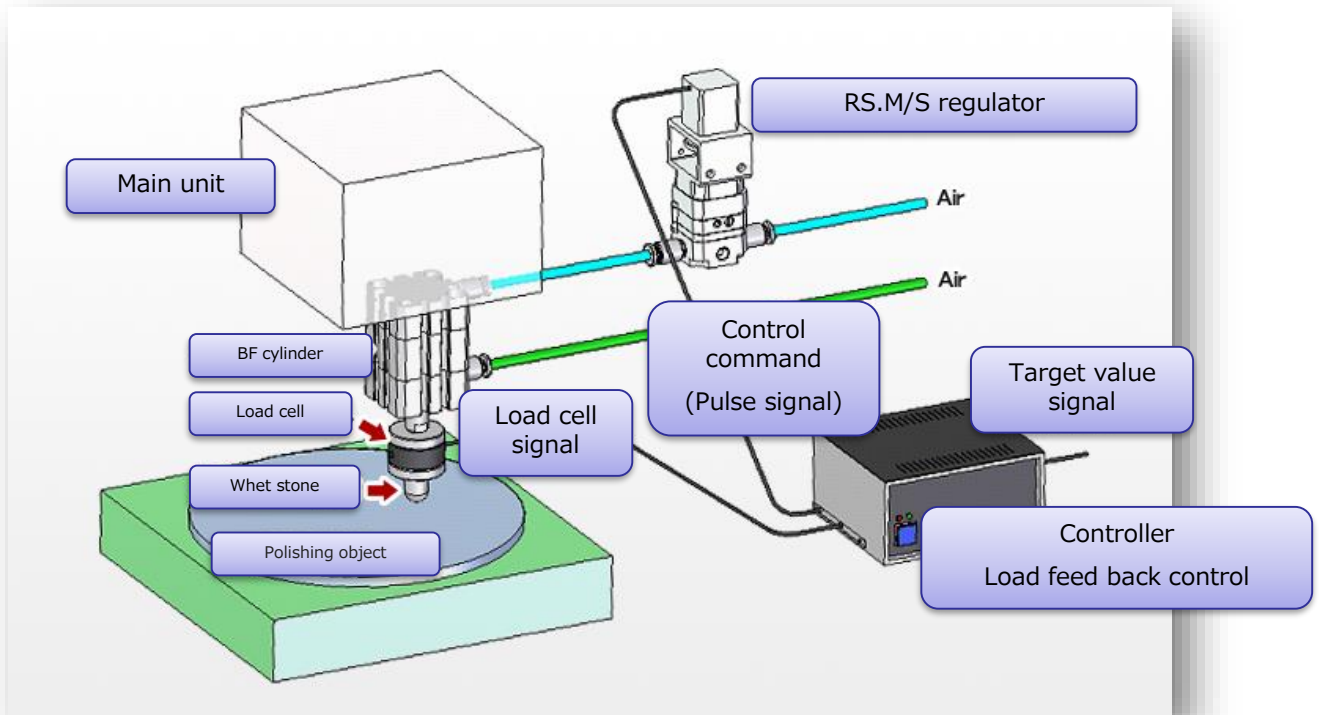 RS.M/S regulator
Main unit
Air
Air
BF cylinder
Control
command
(Pulse signal)
Target value
signal
Load cell
Load cell
signal
Whet stone
Polishing object
Controller
Load feed back control